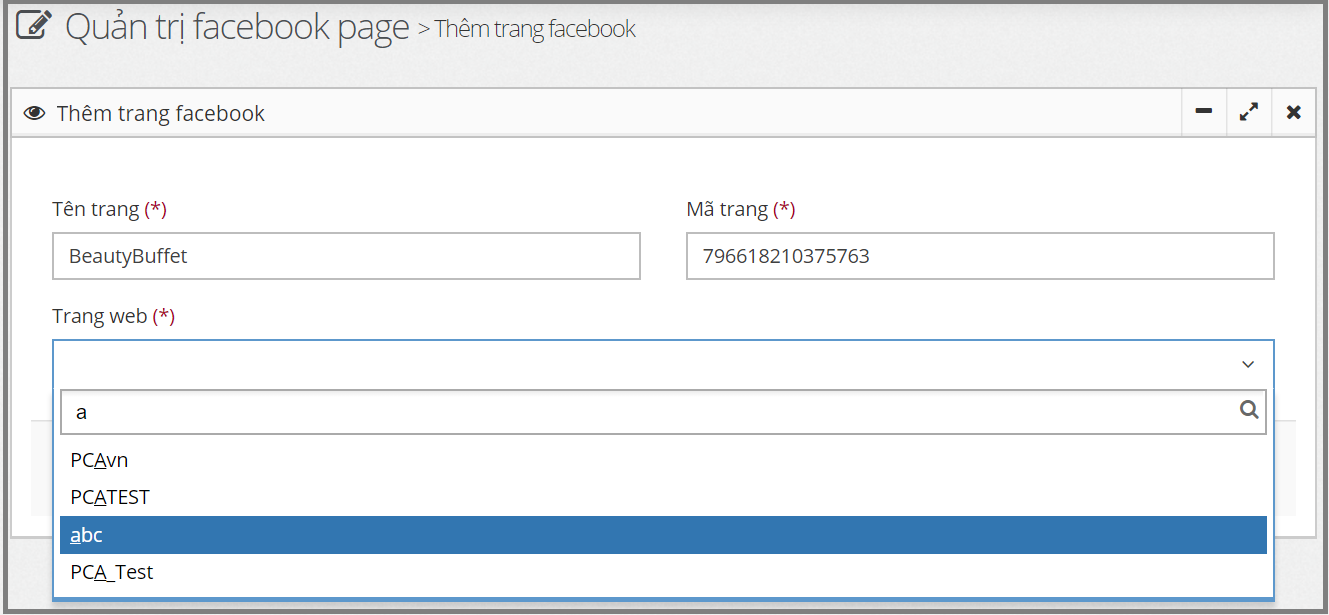 Quản trị facebook page > Thêm trang facebook
Thêm trang facebook
Tên trang (*)
Mã trang (*)
BeautyBuffet
796618210375763
Trang web (*)
a
PCAvn
PCATEST
abc
PCA_Test